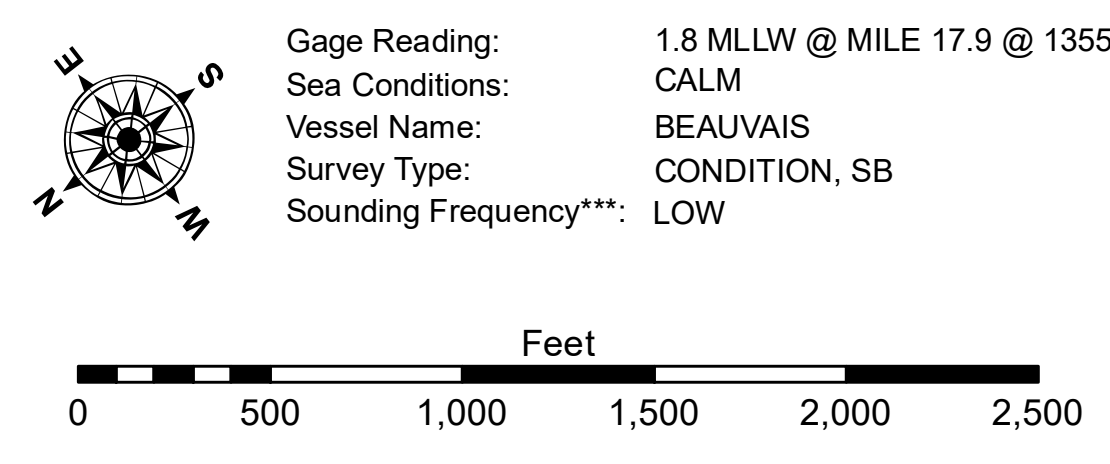 E
S
N
W
Gage Reading: 1.8 MLLW @ MILE 17.9 @ 1355
Sea Conditions: CALM
Vessel Name: BEAUVAIS
Survey Type: CONDITION, SB
Sounding Frequency***: LOW
Feet
0 500 1,000 1,500 2,000 2,500